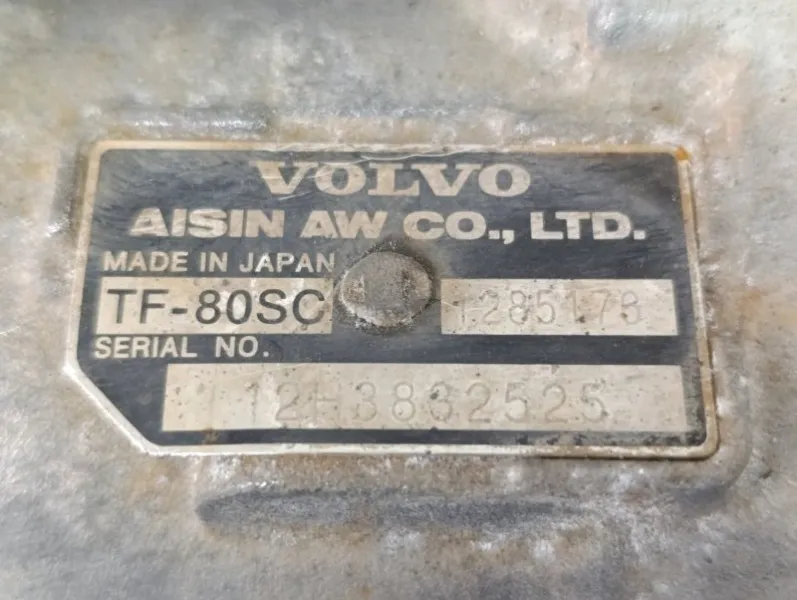 VOLVO
AISIN AW CO., LTD.
MADE IN JAPAN
TF-80SC 1285178
SERIAL NO.
12H3832525